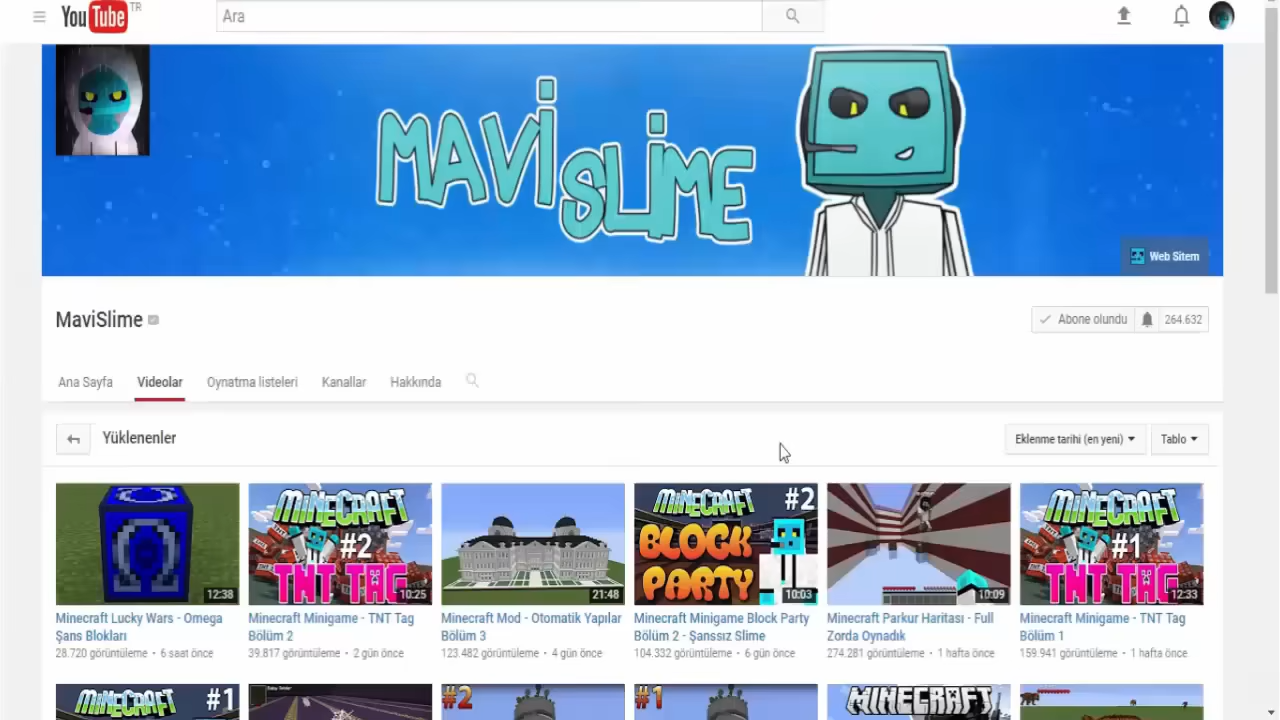 YouTube TR
Ara
MAVİ
SLİME
Web Sitem
MaviSlime
Abone olundu
264.632
Ana Sayfa
Videolar
Oynatma listeleri
Kanallar
Hakkında
Yüklenenler
Eklenme tarihi (en yeni)
Tablo
12:38
MINECRAFT
#2
TNT TAG
10:25
21:48
MINECRAFT #2
BLOCK
PARTY
10:03
10:09
MINECRAFT
#1
TNT TAG
12:33
Minecraft Lucky Wars - Omega
Şans Blokları
28.720 görüntüleme • 6 saat önce
Minecraft Minigame - TNT Tag
Bölüm 2
39.817 görüntüleme • 2 gün önce
Minecraft Mod - Otomatik Yapılar
Bölüm 3
123.482 görüntüleme • 4 gün önce
Minecraft Minigame Block Party
Bölüm 2 - Şanssız Slime
104.332 görüntüleme • 6 gün önce
Minecraft Parkur Haritası - Full
Zorda Oynadık
274.281 görüntüleme • 1 hafta önce
Minecraft Minigame - TNT Tag
Bölüm 1
159.941 görüntüleme • 1 hafta önce
MINECRAFT #1
#2
#1
MINECRAFT